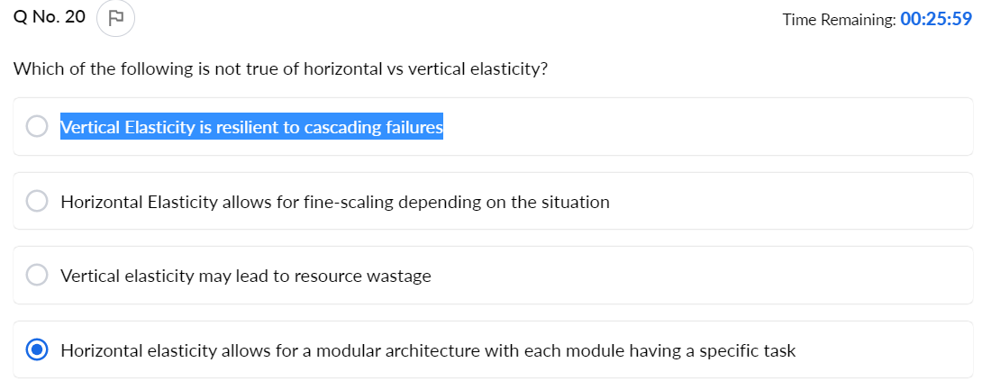 Q No. 20
Time Remaining: 00:25:59
Which of the following is not true of horizontal vs vertical elasticity?
Vertical Elasticity is resilient to cascading failures
Horizontal Elasticity allows for fine-scaling depending on the situation
Vertical elasticity may lead to resource wastage
Horizontal elasticity allows for a modular architecture with each module having a specific task